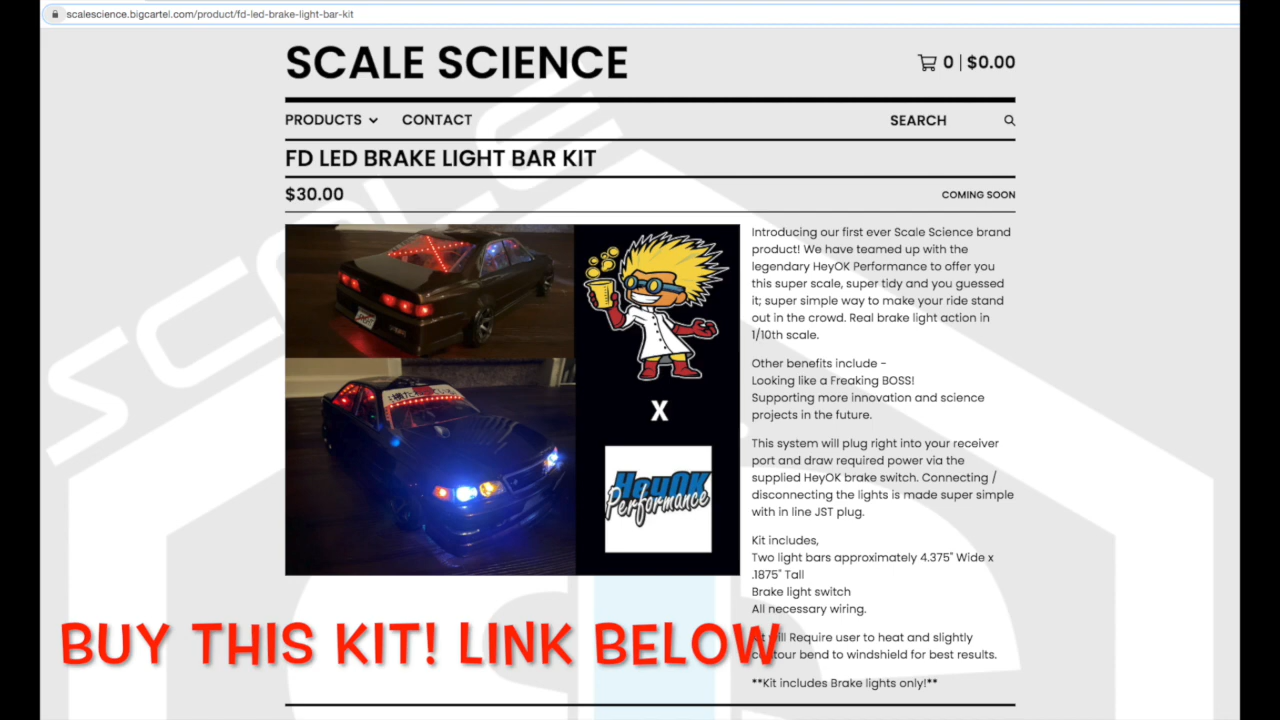 scalescience.bigcartel.com/product/fd-led-brake-light-bar-kit
SCALE SCIENCE
0 | $0.00
PRODUCTS
CONTACT
SEARCH
FD LED BRAKE LIGHT BAR KIT
$30.00
COMING SOON
Introducing our first ever Scale Science brand
product! We have teamed up with the
legendary HeyOK Performance to offer you
this super scale, super tidy and you guessed
it; super simple way to make your ride stand
out in the crowd. Real brake light action in
1/10th scale.
Other benefits include -
Looking like a Freaking BOSS!
Supporting more innovation and science
projects in the future.
This system will plug right into your receiver
port and draw required power via the
supplied HeyOK brake switch. Connecting /
disconnecting the lights is made super simple
with in line JST plug.
Kit includes,
Two light bars approximately 4.375" Wide x
.1875" Tall
Brake light switch
All necessary wiring.
will Require user to heat and slightly
bend to windshield for best results.
**Kit includes Brake lights only!**
X
HeyOK
Performance
BUY THIS KIT! LINK BELOW
SCALE